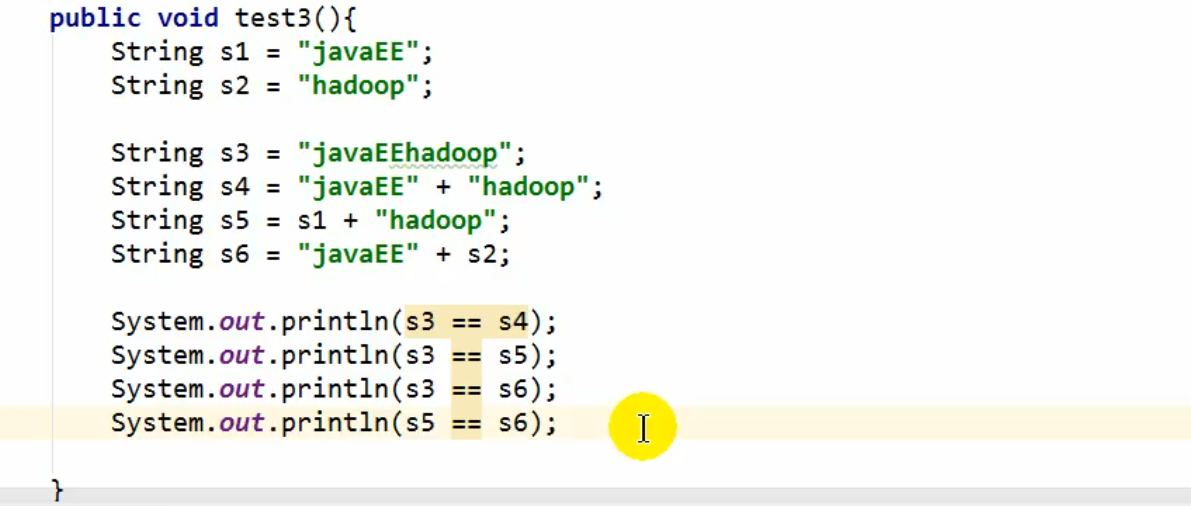 public void test3(){
String s1 = "javaEE";
String s2 = "hadoop";
String s3 = "javaEEhadoop";
String s4 = "javaEE" + "hadoop";
String s5 = s1 + "hadoop";
String s6 = "javaEE" + s2;
System.out.println(s3 == s4);
System.out.println(s3 == s5);
System.out.println(s3 == s6);
System.out.println(s5 == s6);
}